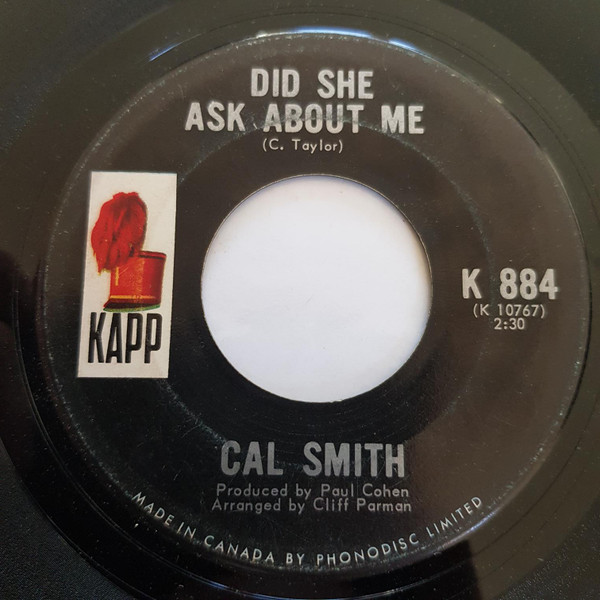 DID SHE
ASK ABOUT ME
(C. Taylor)
KAPP
K 884
(K 10767)
2:30
CAL SMITH
Produced by Paul Cohen
Arranged by Cliff Parman
MADE IN CANADA BY PHONODISC LIMITED